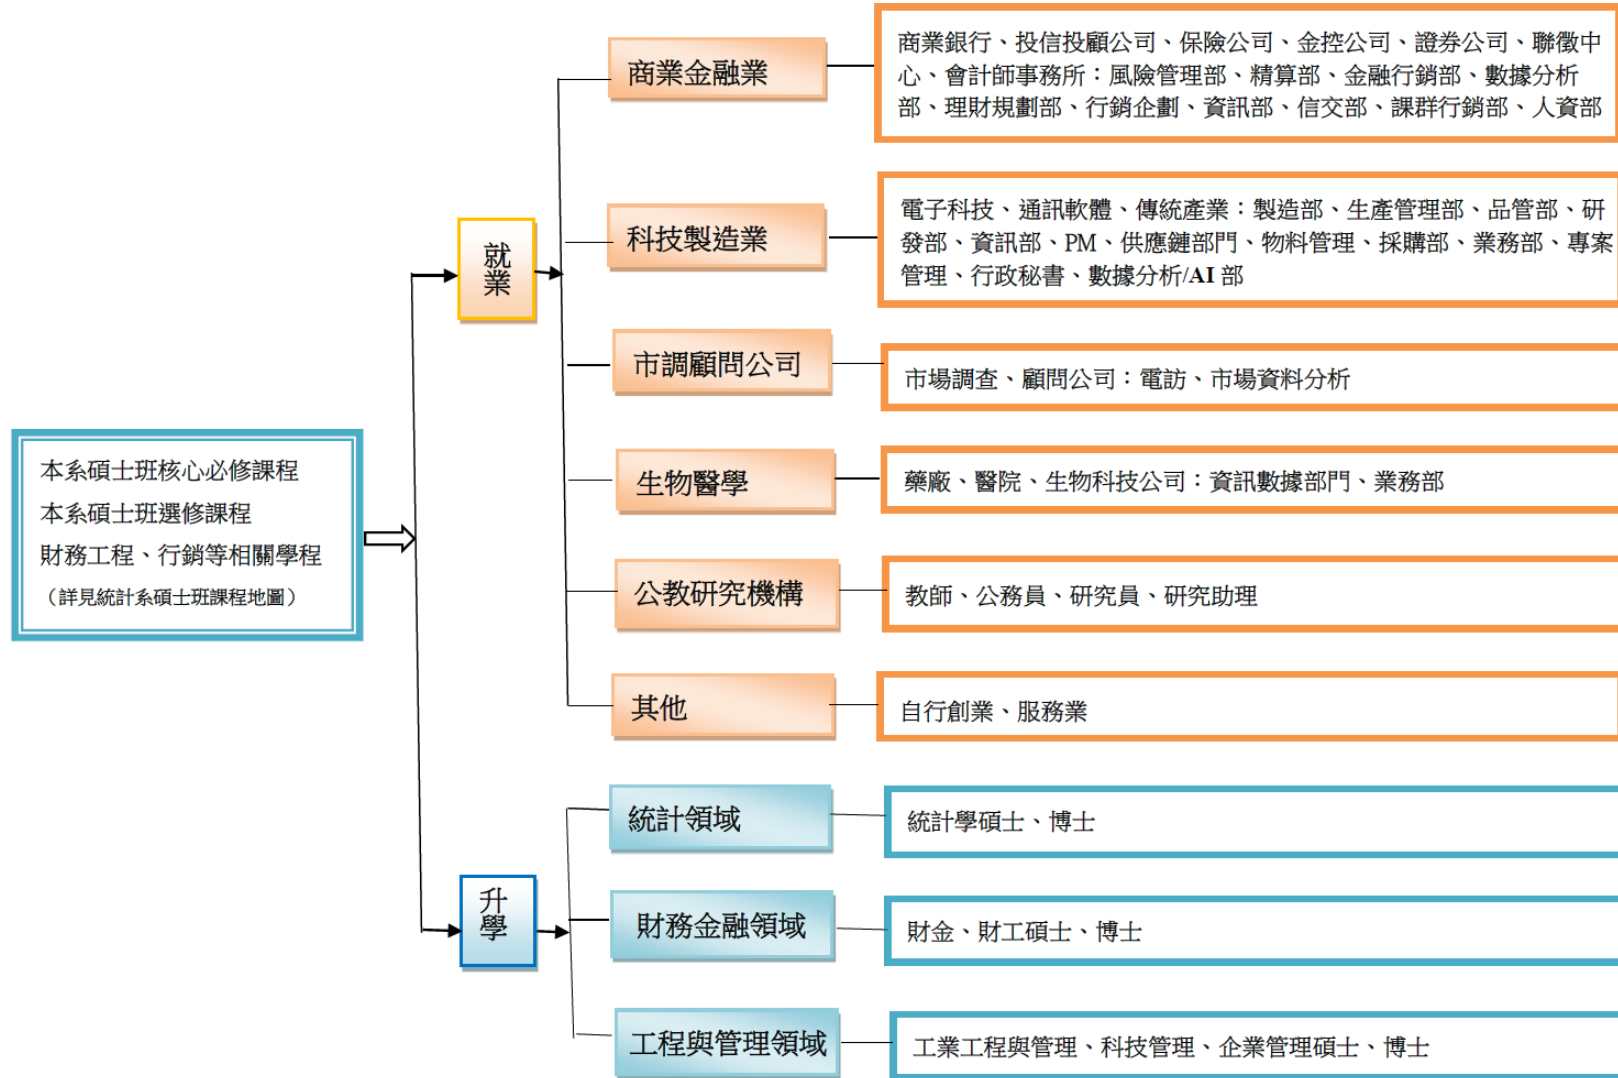 本系碩士班核心必修課程
本系碩士班選修課程
財務工程、行銷等相關學程
（詳見統計系碩士班課程地圖）
就
業
商業金融業
商業銀行、投信投顧公司、保險公司、金控公司、證券公司、聯徵中
心、會計師事務所：風險管理部、精算部、金融行銷部、數據分析
部、理財規劃部、行銷企劃、資訊部、信交部、課群行銷部、人資部
科技製造業
電子科技、通訊軟體、傳統產業：製造部、生產管理部、品管部、研
發部、資訊部、PM、供應鏈部門、物料管理、採購部、業務部、專案
管理、行政秘書、數據分析/AI 部
市調顧問公司
市場調查、顧問公司：電訪、市場資料分析
生物醫學
藥廠、醫院、生物科技公司：資訊數據部門、業務部
公教研究機構
教師、公務員、研究員、研究助理
其他
自行創業、服務業
升
學
統計領域
統計學碩士、博士
財務金融領域
財金、財工碩士、博士
工程與管理領域
工業工程與管理、科技管理、企業管理碩士、博士